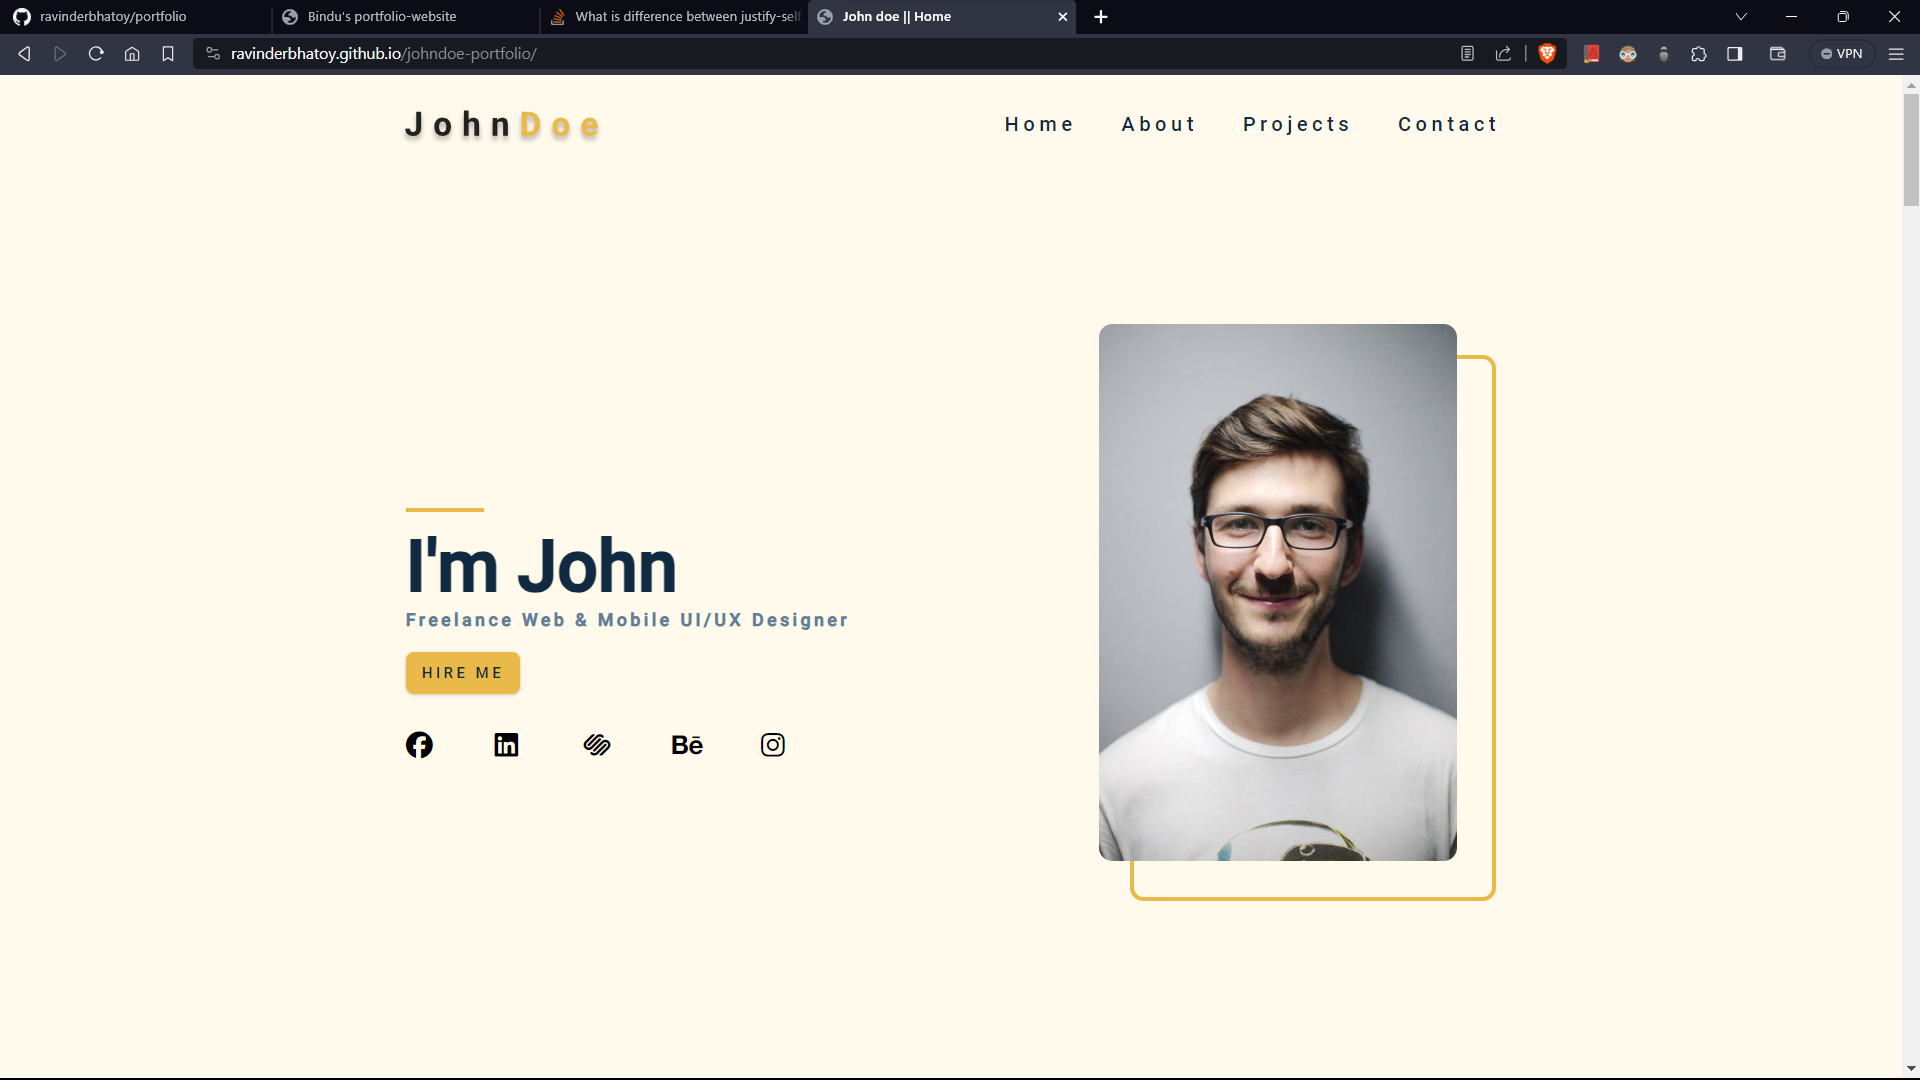 ravinderbhatoy/portfolio
Bindu's portfolio-website
What is difference between justify-self
John doe || Home
ravinderbhatoy.github.io/johndoe-portfolio/
VPN
JohnDoe
Home About Projects Contact
I'm John
Freelance Web & Mobile UI/UX Designer
HIRE ME
in
Bē